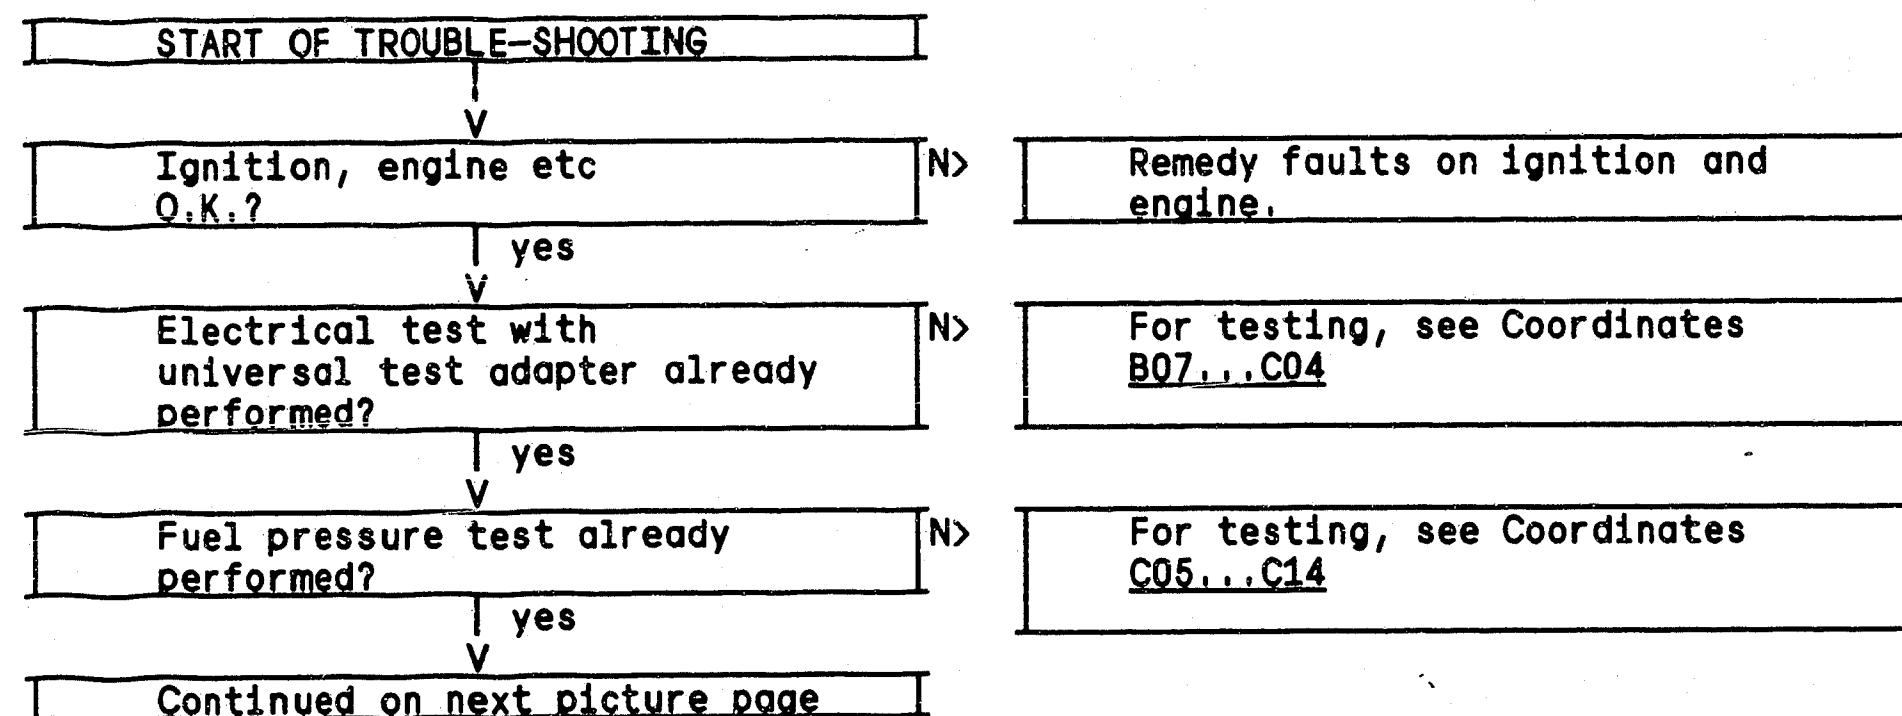 START OF TROUBLE-SHOOTING
Ignition, engine etc
O.K.?
N>
Remedy faults on ignition and
engine.
yes
Electrical test with
universal test adapter already
performed?
N>
For testing, see Coordinates
B07...C04
yes
Fuel pressure test already
performed?
N>
For testing, see Coordinates
C05...C14
yes
Continued on next picture page